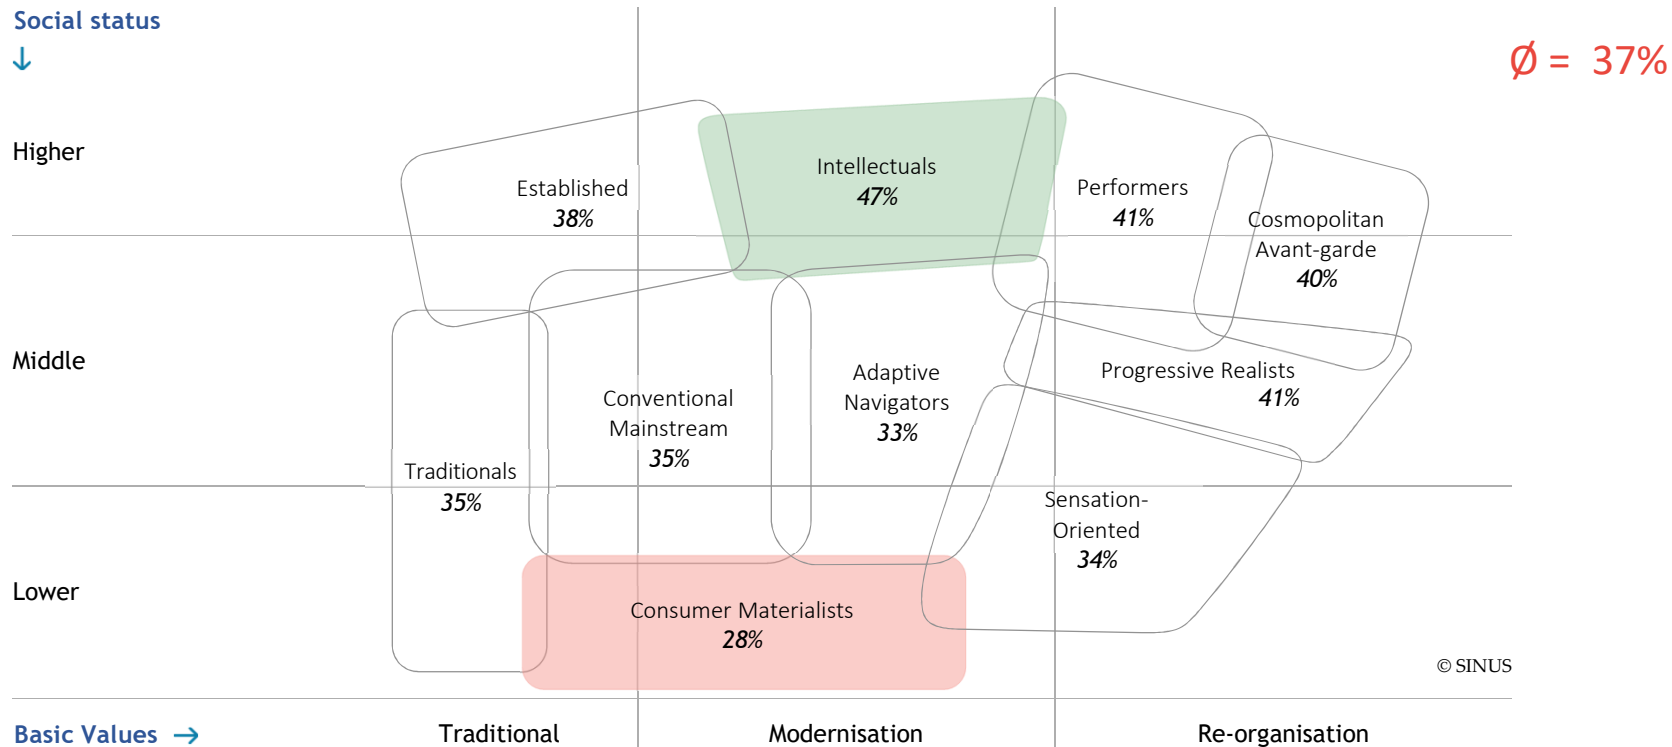 Social status
↓
Ø = 37%
Higher
Established
38%
Intellectuals
47%
Performers
41%
Cosmopolitan
Avant-garde
40%
Middle
Conventional
Mainstream
35%
Adaptive
Navigators
33%
Progressive Realists
41%
Traditionals
35%
Sensation-
Oriented
34%
Lower
Consumer Materialists
28%
© SINUS
Basic Values →
Traditional
Modernisation
Re-organisation